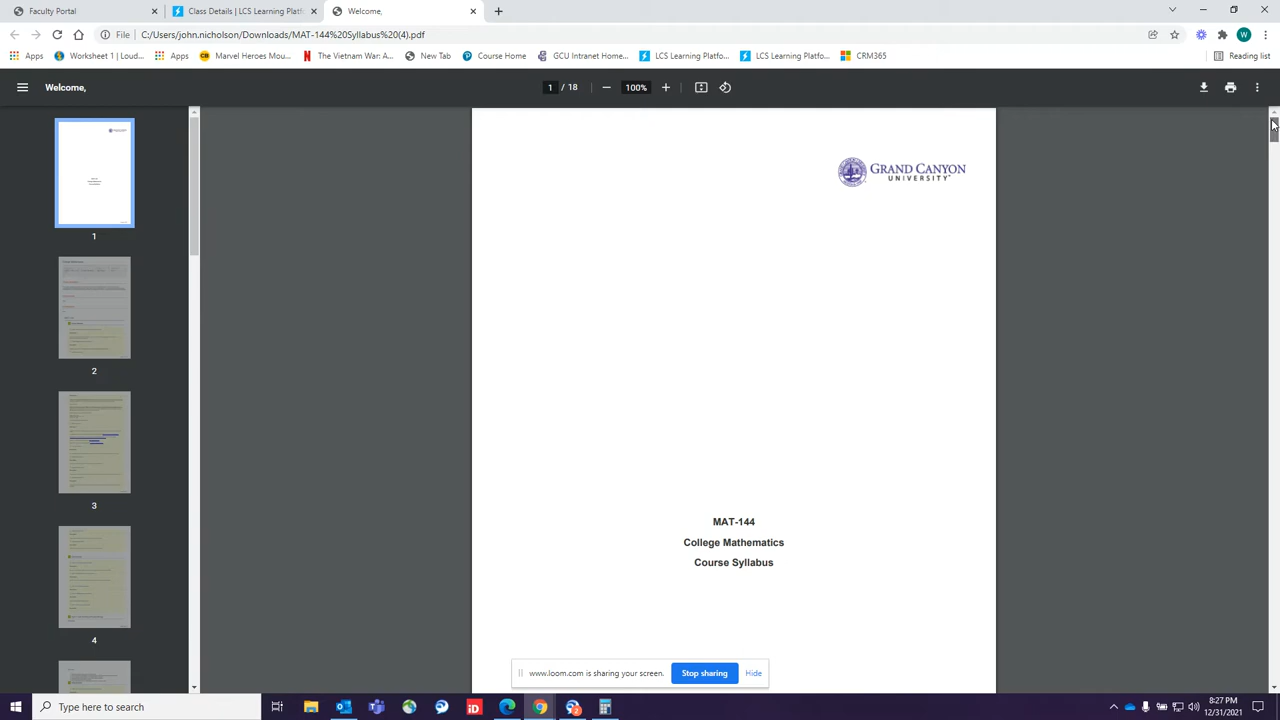 Faculty Portal
Class Details | LCS Learning Platf
Welcome,
File
C:/Users/john.nicholson/Downloads/MAT-144%20Syllabus%20(4).pdf
W
Apps
Worksheet 1 | Loud...
Apps
Marvel Heroes Mou...
The Vietnam War: A...
New Tab
Course Home
GCU Intranet Home...
LCS Learning Platfo...
LCS Learning Platfo...
CRM365
Reading list
Welcome,
1 / 18
100%
GRAND CANYON
UNIVERSITY
1
2
3
4
MAT-144
College Mathematics
Course Syllabus
www.loom.com is sharing your screen.
Stop sharing
Hide
Type here to search
iD
2
8:27 PM
12/31/2021